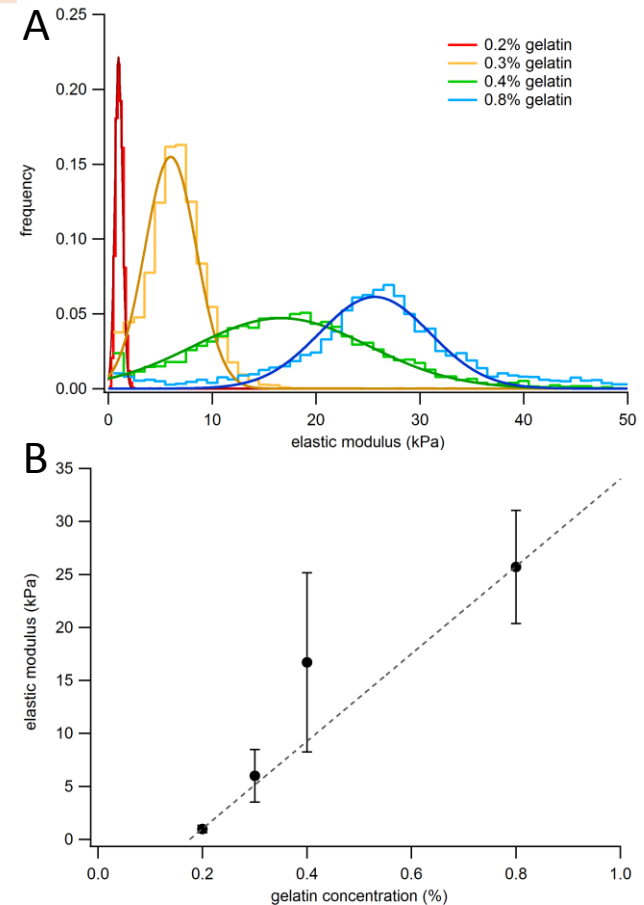 A
0.25
0.20
0.15
0.10
0.05
0.00
frequency
0.2% gelatin
0.3% gelatin
0.4% gelatin
0.8% gelatin
0 10 20 30 40 50
elastic modulus (kPa)
B
35
30
25
20
15
10
5
0
elastic modulus (kPa)
0.0 0.2 0.4 0.6 0.8 1.0
gelatin concentration (%)